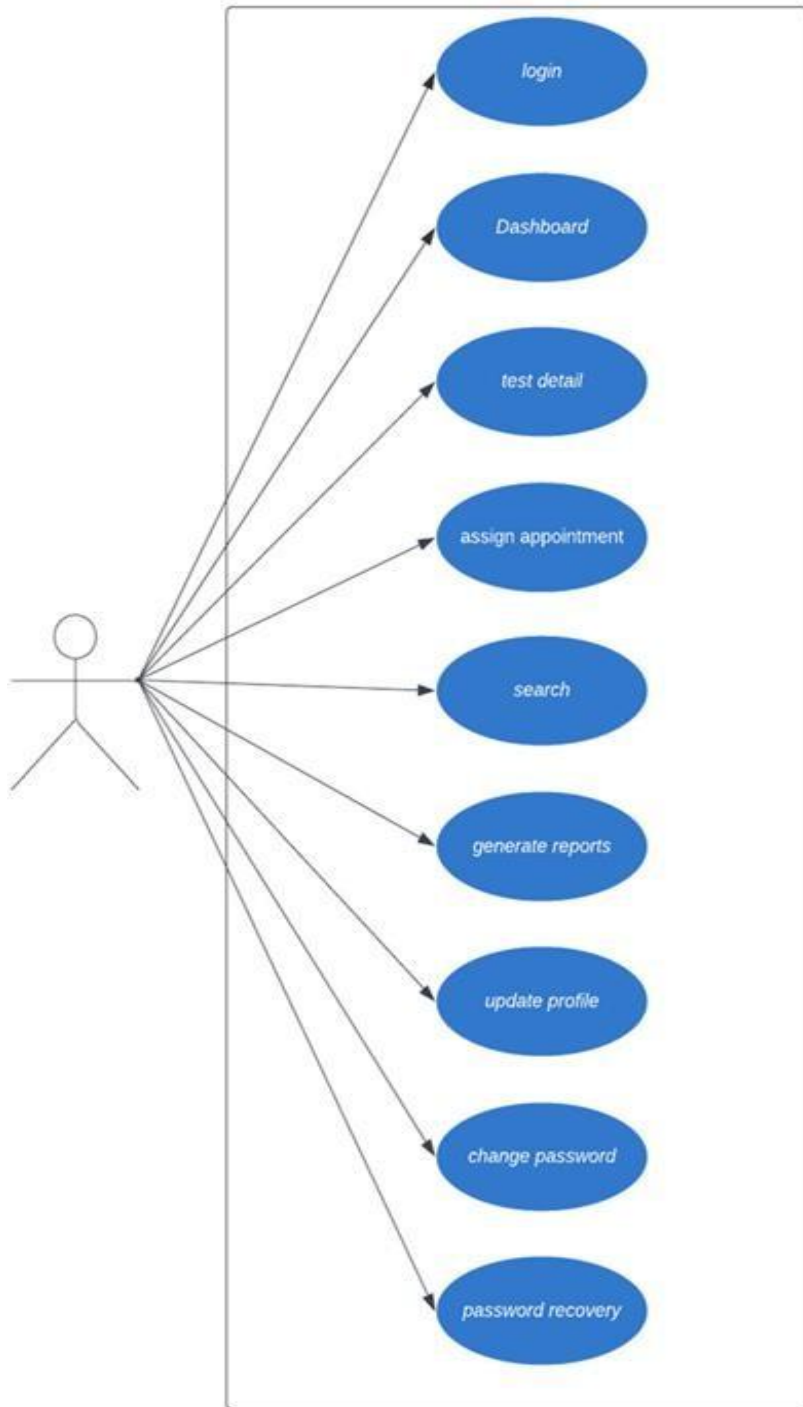 login
Dashboard
test detail
assign appointment
search
generate reports
update profile
change password
password recovery